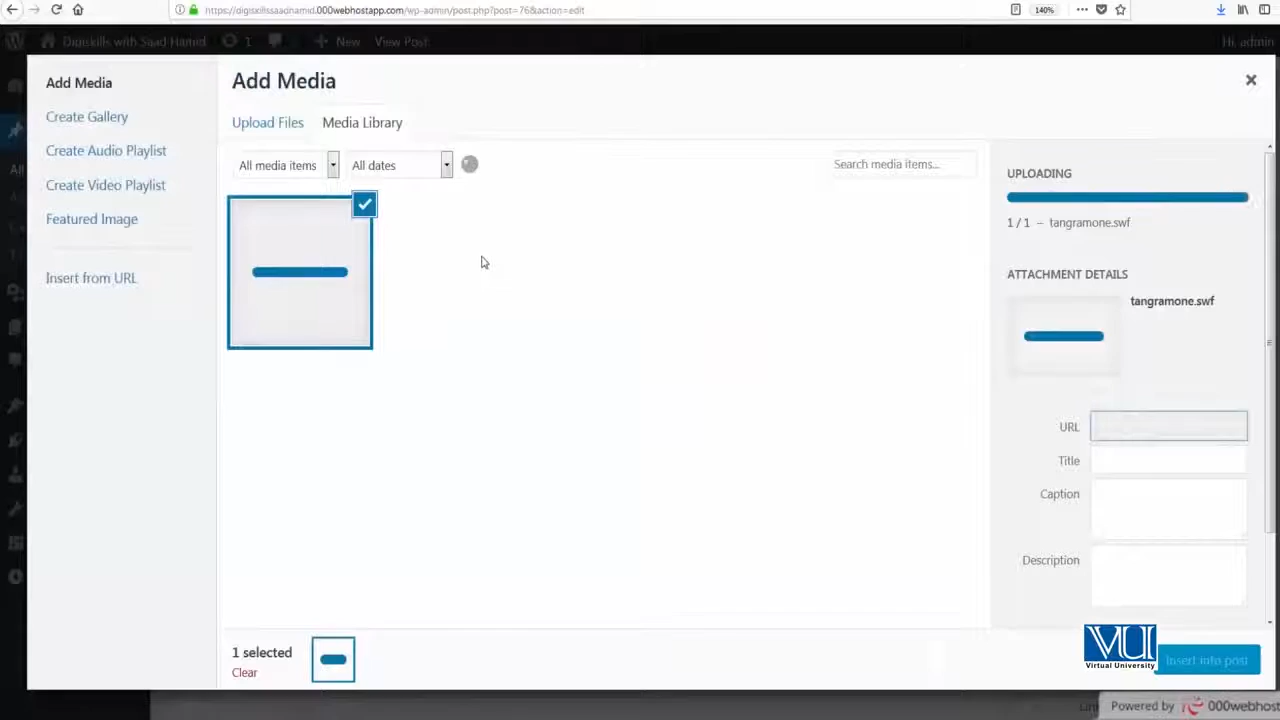 https://digiskillssaadhamid.000webhostapp.com/wp-admin/post.php?post=76&action=edit
140%
Digiskills with Saad Hamid
1
New
View Post
Hi, admin
Add Media
Create Gallery
Create Audio Playlist
Create Video Playlist
Featured Image
Insert from URL
All
Add Media
Upload Files
Media Library
All media items
All dates
Search media items...
UPLOADING
1 / 1 – tangramone.swf
ATTACHMENT DETAILS
tangramone.swf
URL
Title
Caption
Description
1 selected
Clear
VU
Virtual University
Insert into post
Powered by 000webhost